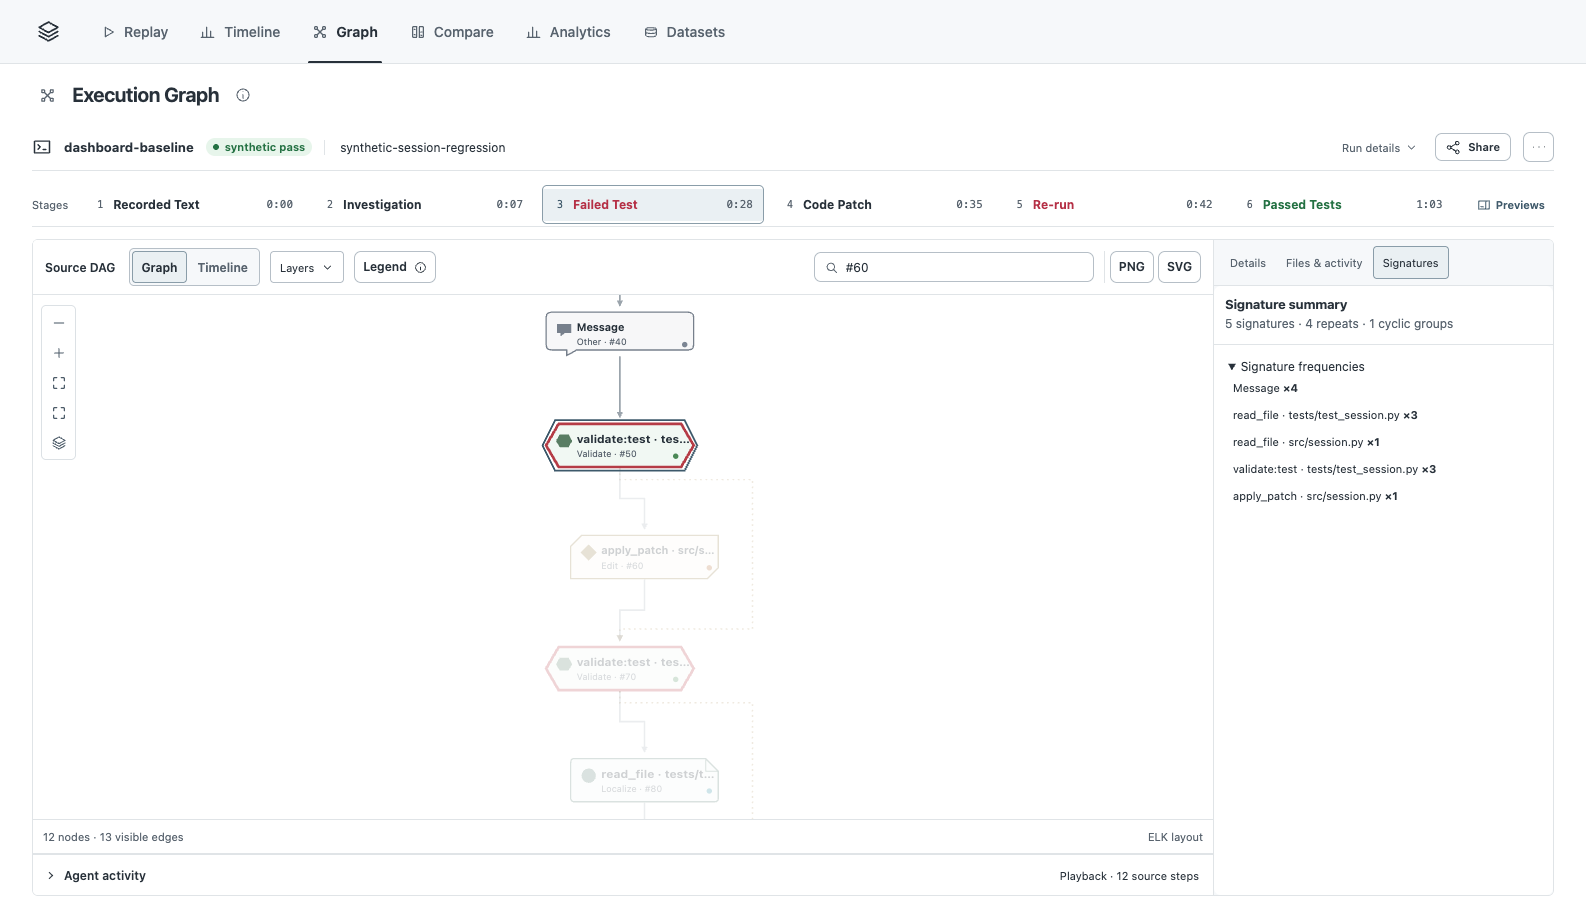 Replay
Timeline
Graph
Compare
Analytics
Datasets
Execution Graph
dashboard-baseline
synthetic pass
synthetic-session-regression
Run details
Share
Stages
1 Recorded Text 0:00
2 Investigation 0:07
3 Failed Test 0:28
4 Code Patch 0:35
5 Re-run 0:42
6 Passed Tests 1:03
Previews
Source DAG
Graph
Timeline
Layers
Legend
#60
PNG
SVG
Message
Other · #40
validate:test · tes...
Validate · #50
apply_patch · src/s...
Edit · #60
validate:test · tes...
Validate · #70
read_file · tests/t...
Localize · #80
12 nodes · 13 visible edges
ELK layout
Agent activity
Playback · 12 source steps
Details
Files & activity
Signatures
Signature summary
5 signatures · 4 repeats · 1 cyclic groups
Signature frequencies
Message ×4
read_file · tests/test_session.py ×3
read_file · src/session.py ×1
validate:test · tests/test_session.py ×3
apply_patch · src/session.py ×1